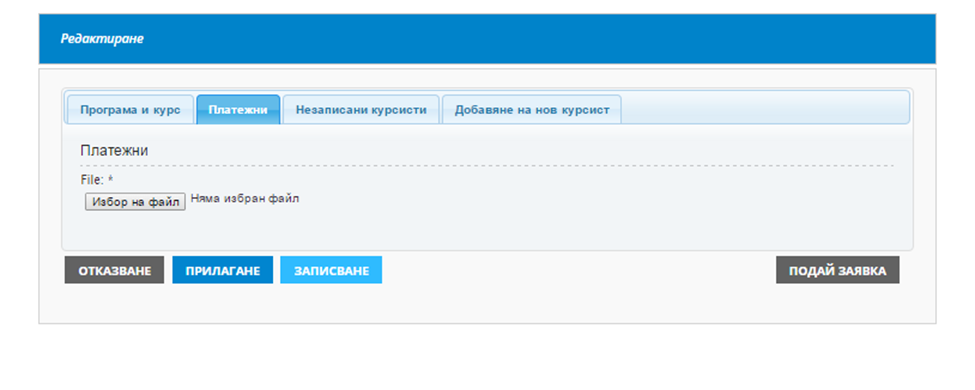 Редактиране
Програма и курс Платежни Незаписани курсисти Добавяне на нов курсист
Платежни
File: *
Избор на файл Няма избран файл
ОТКАЗВАНЕ ПРИЛАГАНЕ ЗАПИСВАНЕ ПОДАЙ ЗАЯВКА